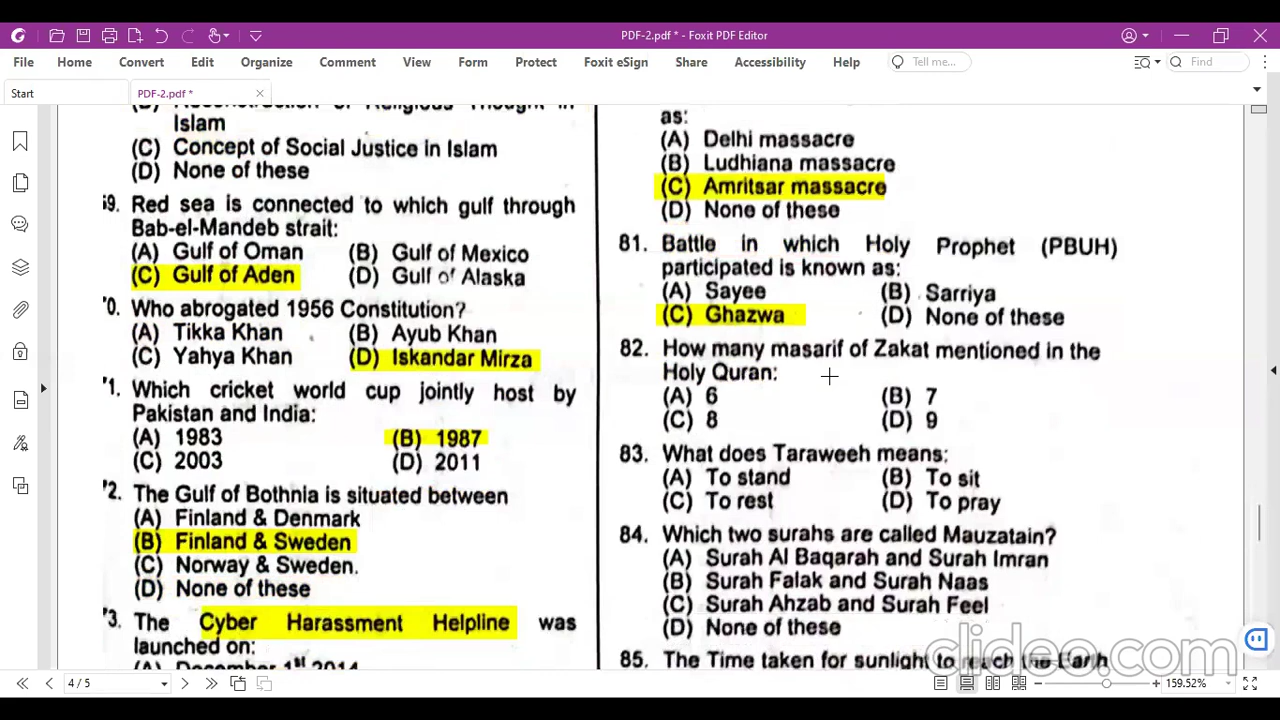 PDF-2.pdf * - Foxit PDF Editor
File Home Convert Edit Organize Comment View Form Protect Foxit eSign Share Accessibility Help Tell me... Find
Start PDF-2.pdf *
Islam
(C) Concept of Social Justice in Islam
(D) None of these
59. Red sea is connected to which gulf through
Bab-el-Mandeb strait:
(A) Gulf of Oman (B) Gulf of Mexico
(C) Gulf of Aden (D) Gulf of Alaska
'0. Who abrogated 1956 Constitution?
(A) Tikka Khan (B) Ayub Khan
(C) Yahya Khan (D) Iskandar Mirza
'1. Which cricket world cup jointly host by
Pakistan and India:
(A) 1983 (B) 1987
(C) 2003 (D) 2011
'2. The Gulf of Bothnia is situated between
(A) Finland & Denmark
(B) Finland & Sweden
(C) Norway & Sweden.
(D) None of these
'3. The Cyber Harassment Helpline was
launched on:
(A) December 1st 2014
as:
(A) Delhi massacre
(B) Ludhiana massacre
(C) Amritsar massacre
(D) None of these
81. Battle in which Holy Prophet (PBUH)
participated is known as:
(A) Sayee (B) Sarriya
(C) Ghazwa (D) None of these
82. How many masarif of Zakat mentioned in the
Holy Quran:
(A) 6 (B) 7
(C) 8 (D) 9
83. What does Taraweeh means:
(A) To stand (B) To sit
(C) To rest (D) To pray
84. Which two surahs are called Mauzatain?
(A) Surah Al Baqarah and Surah Imran
(B) Surah Falak and Surah Naas
(C) Surah Ahzab and Surah Feel
(D) None of these
85. The Time taken for sunlight to reach the Earth
clideo.com
4 / 5 159.52%